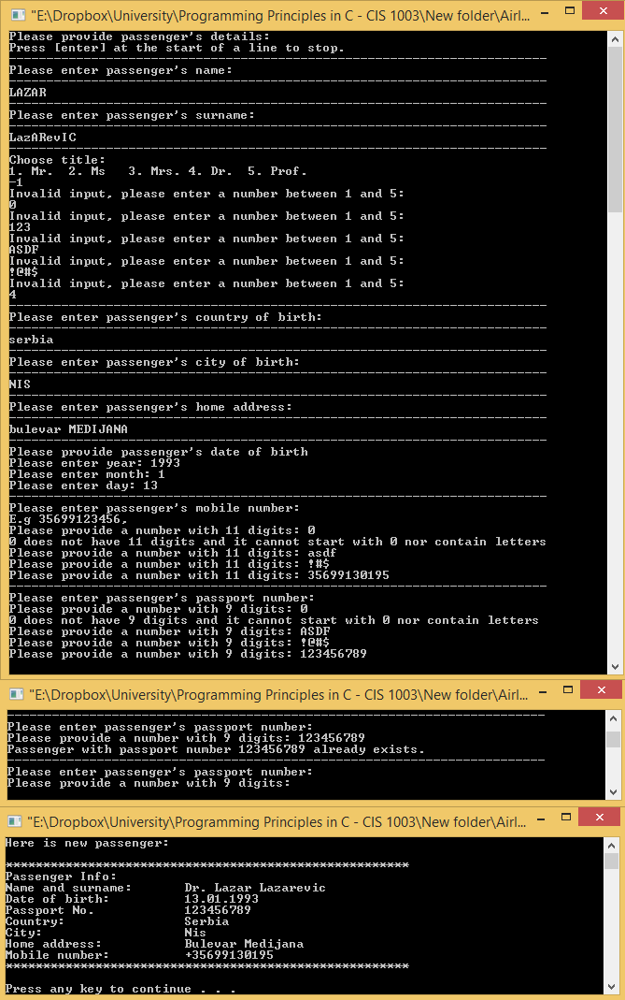 "E:\Dropbox\University\Programming Principles in C - CIS 1003\New folder\Airl...
Please provide passenger's details:
Press [enter] at the start of a line to stop.
------------------------------------------------------------------------
Please enter passenger's name:
------------------------------------------------------------------------
LAZAR
------------------------------------------------------------------------
Please enter passenger's surname:
------------------------------------------------------------------------
LazARevIC
------------------------------------------------------------------------
Choose title:
1. Mr.  2. Ms   3. Mrs. 4. Dr.  5. Prof.
-1
Invalid input, please enter a number between 1 and 5:
0
Invalid input, please enter a number between 1 and 5:
123
Invalid input, please enter a number between 1 and 5:
ASDF
Invalid input, please enter a number between 1 and 5:
!@#$
Invalid input, please enter a number between 1 and 5:
4
------------------------------------------------------------------------
Please enter passenger's country of birth:
------------------------------------------------------------------------
serbia
------------------------------------------------------------------------
Please enter passenger's city of birth:
------------------------------------------------------------------------
NIS
------------------------------------------------------------------------
Please enter passenger's home address:
------------------------------------------------------------------------
bulevar MEDIJANA
------------------------------------------------------------------------
Please provide passenger's date of birth
Please enter year: 1993
Please enter month: 1
Please enter day: 13
------------------------------------------------------------------------
Please enter passenger's mobile number:
E.g 35699123456,
Please provide a number with 11 digits: 0
0 does not have 11 digits and it cannot start with 0 nor contain letters
Please provide a number with 11 digits: asdf
Please provide a number with 11 digits: !#$
Please provide a number with 11 digits: 35699130195
------------------------------------------------------------------------
Please enter passenger's passport number:
Please provide a number with 9 digits: 0
0 does not have 9 digits and it cannot start with 0 nor contain letters
Please provide a number with 9 digits: ASDF
Please provide a number with 9 digits: !@#$
Please provide a number with 9 digits: 123456789
"E:\Dropbox\University\Programming Principles in C - CIS 1003\New folder\Airl...
------------------------------------------------------------------------
Please enter passenger's passport number:
Please provide a number with 9 digits: 123456789
Passenger with passport number 123456789 already exists.
------------------------------------------------------------------------
Please enter passenger's passport number:
Please provide a number with 9 digits:
"E:\Dropbox\University\Programming Principles in C - CIS 1003\New folder\Airl...
Here is new passenger:
******************************************************
Passenger Info:
Name and surname:       Dr. Lazar Lazarevic
Date of birth:          13.01.1993
Passport No.            123456789
Country:                Serbia
City:                   Nis
Home address:           Bulevar Medijana
Mobile number:          +35699130195
******************************************************
Press any key to continue . . .